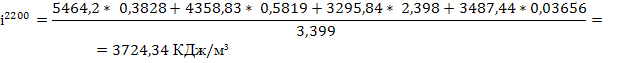 i²²⁰⁰ = (5464,2* 0,3828+ 4358,83* 0,5819+ 3295,84* 2,398+ 3487,44*0,03656) / 3,399 =
= 3724,34 КДж/м³